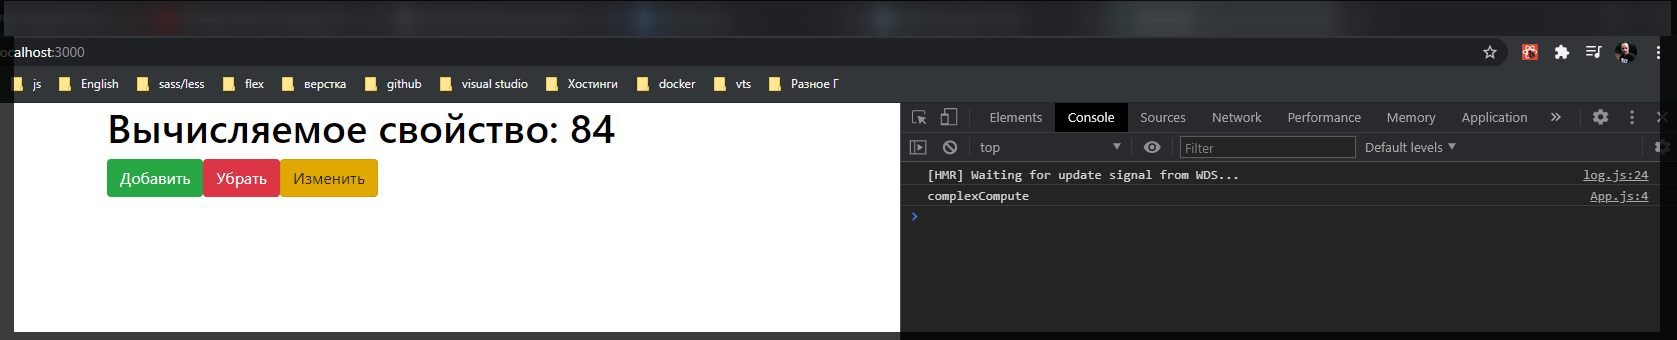 localhost:3000
js English sass/less flex верстка github visual studio Хостинги docker vts Разное Г
Вычисляемое свойство: 84
Добавить Убрать Изменить
Elements Console Sources Network Performance Memory Application »
top Filter Default levels
[HMR] Waiting for update signal from WDS... log.js:24
complexCompute App.js:4